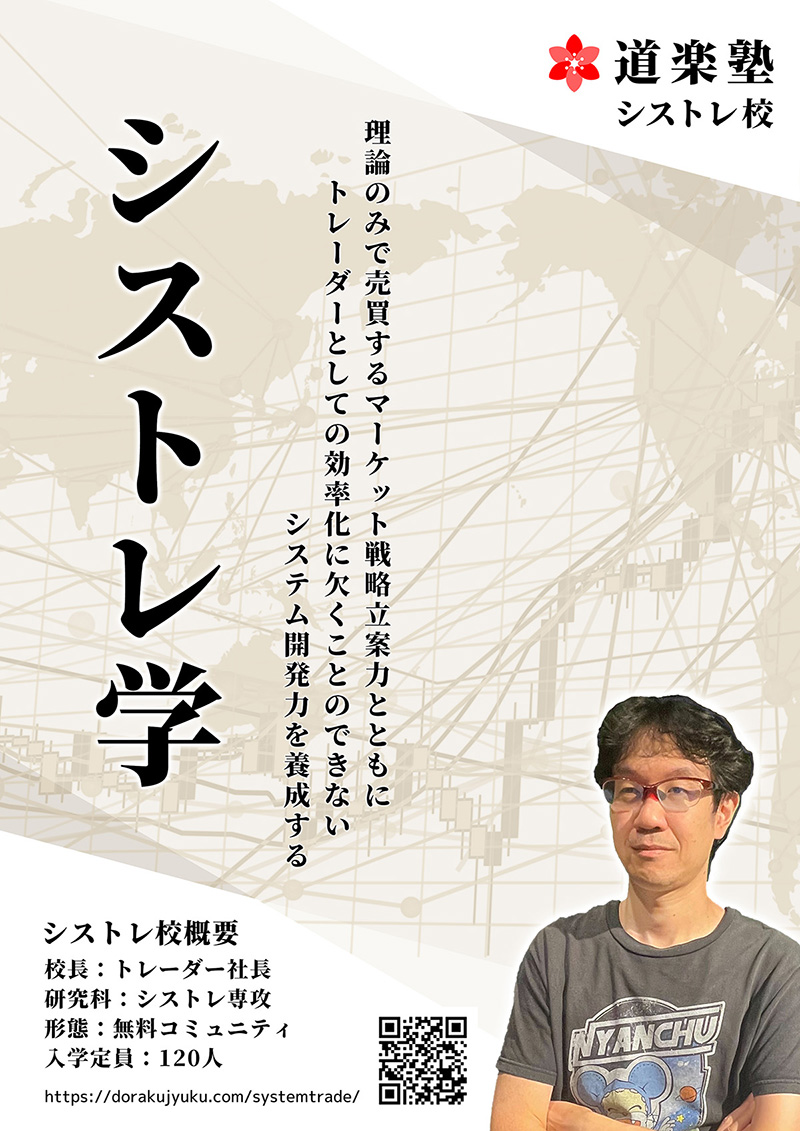 道楽塾
シストレ校
シストレ学
理論のみで売買するマーケット戦略立案力とともに
トレーダーとしての効率化に欠くことのできない
システム開発力を養成する
シストレ校概要
校長：トレーダー社長
研究科：シストレ専攻
形態：無料コミュニティ
入学定員：120人
https://dorakujyuku.com/systemtrade/
NYANCHU